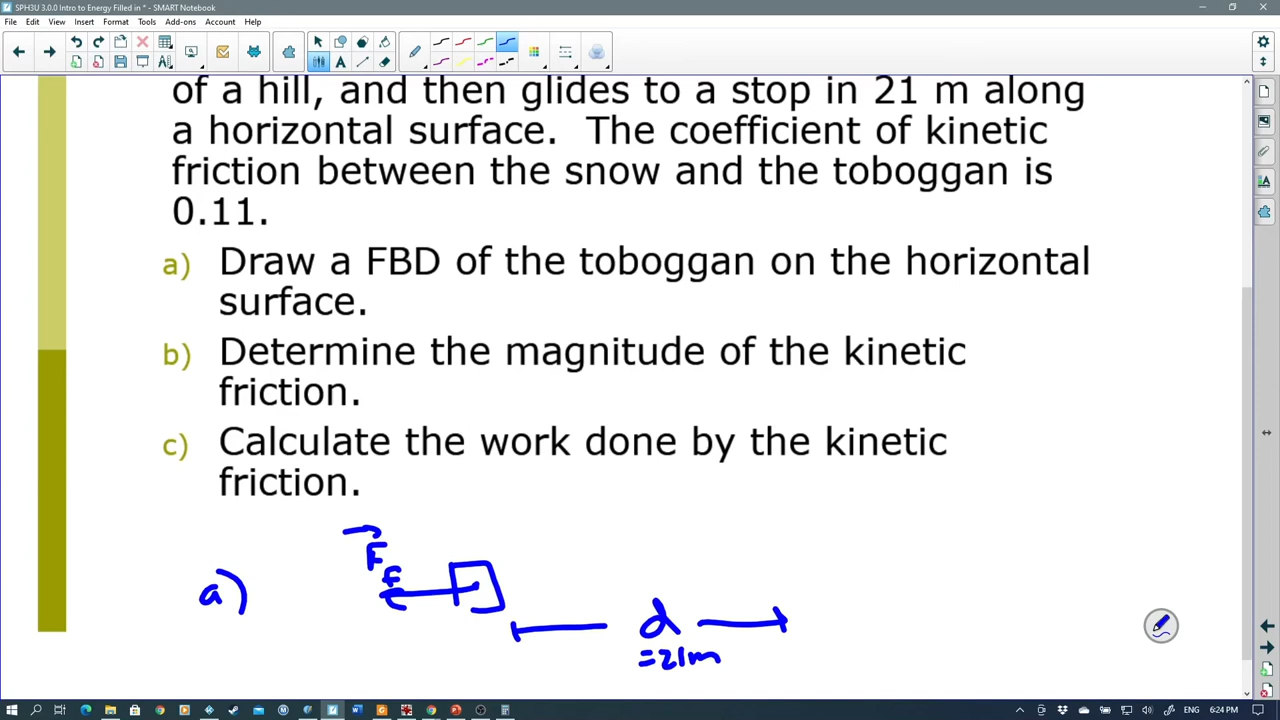 SPH3U 3.0.0 Intro to Energy Filled in * - SMART Notebook
File Edit View Insert Format Tools Add-ons Account Help
of a hill, and then glides to a stop in 21 m along
a horizontal surface. The coefficient of kinetic
friction between the snow and the toboggan is
0.11.
a) Draw a FBD of the toboggan on the horizontal
surface.
b) Determine the magnitude of the kinetic
friction.
c) Calculate the work done by the kinetic
friction.
a)
F
f
d
=21m
ENG 6:24 PM